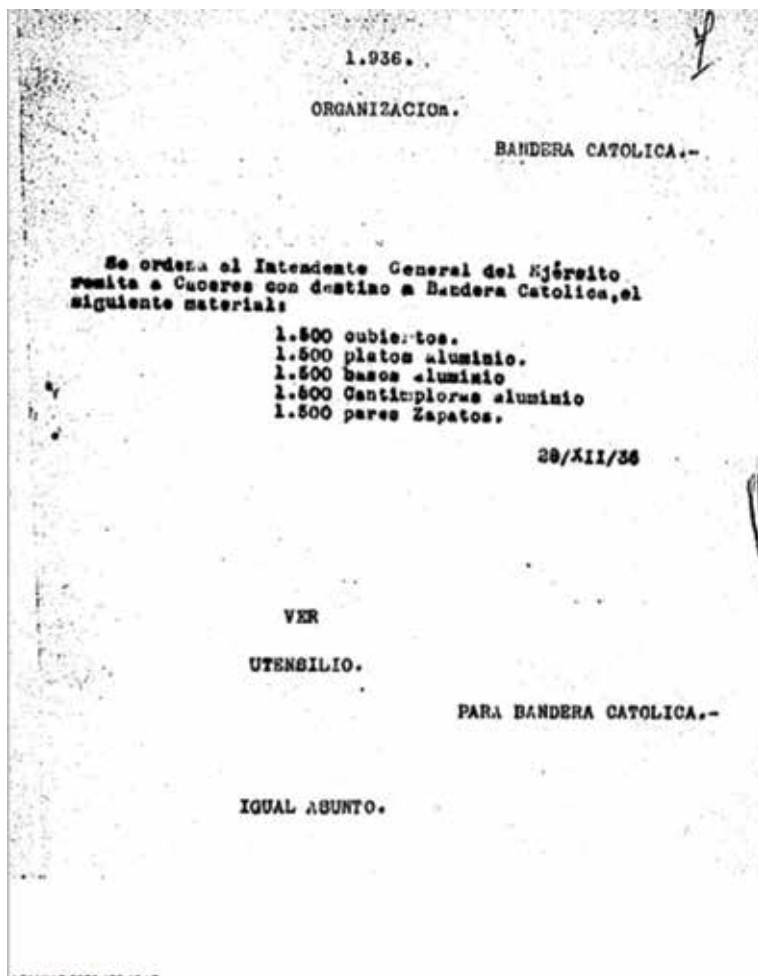 1.936.
ORGANIZACIOn.
BANDERA CATOLICA.-
Se ordena al Intendente General del Ejército
remita a Caceres con destino a Bandera Catolica,el
siguiente material:
1.500 cubiertos.
1.500 platos aluminio.
1.500 basos aluminio
1.500 Cantimploras aluminio
1.500 pares Zapatos.
28/XII/36
VER
UTENSILIO.
PARA BANDERA CATOLICA.-
IGUAL ASUNTO.